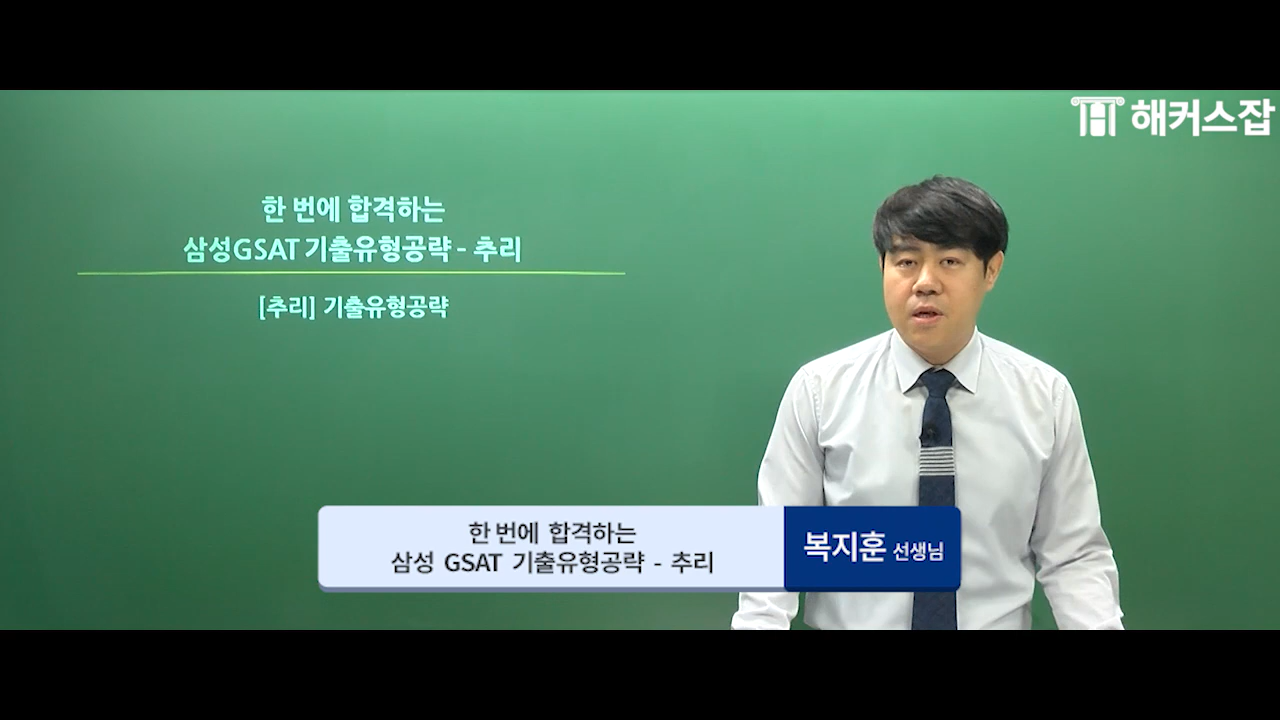 해커스잡
한 번에 합격하는
삼성GSAT 기출유형공략 - 추리
[추리] 기출유형공략
한 번에 합격하는
삼성 GSAT 기출유형공략 - 추리
복지훈 선생님